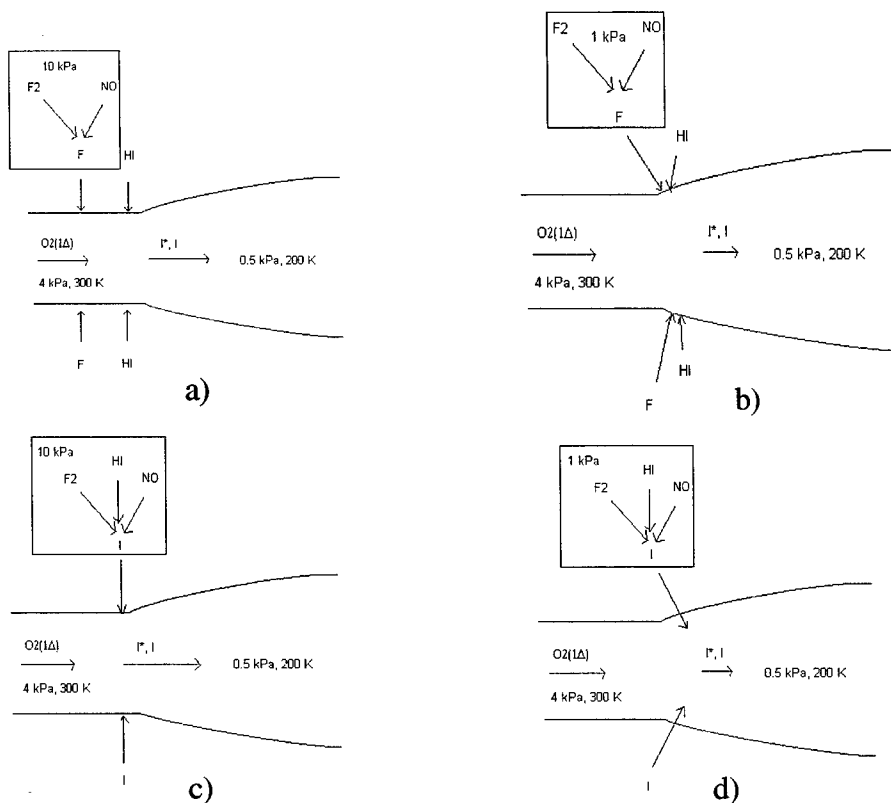 10 kPa
F2 NO
F HI
O2(1Δ) I*, I
0.5 kPa, 200 K
4 kPa, 300 K
F HI
a)
F2 1 kPa NO
F
HI
O2(1Δ) I*, I
0.5 kPa, 200 K
4 kPa, 300 K
HI
F
b)
10 kPa
HI
F2 NO
I
O2(1Δ) I*, I
0.5 kPa, 200 K
4 kPa, 300 K
I
c)
1 kPa
HI
F2 NO
I
O2(1Δ) I*, I
0.5 kPa, 200 K
4 kPa, 300 K
I
d)